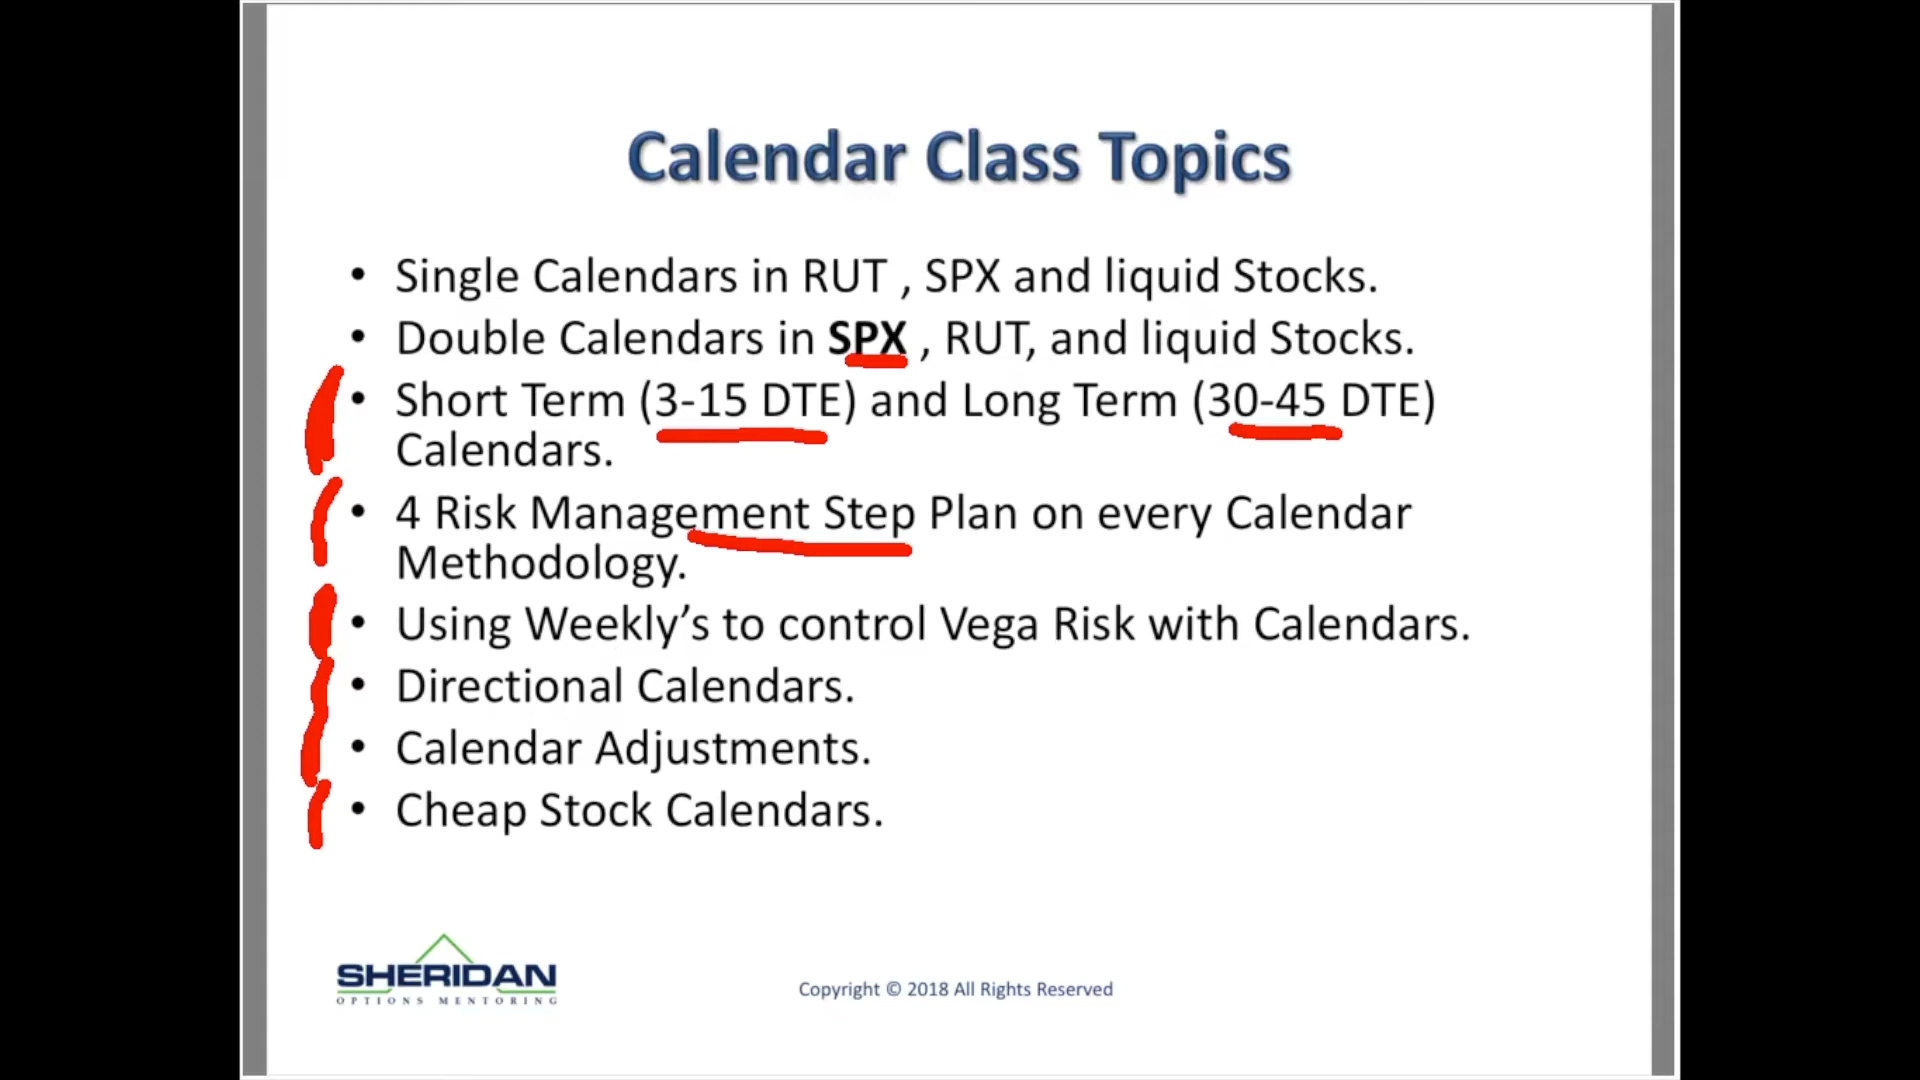 Calendar Class Topics
• Single Calendars in RUT , SPX and liquid Stocks.
• Double Calendars in SPX , RUT, and liquid Stocks.
• Short Term (3-15 DTE) and Long Term (30-45 DTE)
Calendars.
• 4 Risk Management Step Plan on every Calendar
Methodology.
• Using Weekly’s to control Vega Risk with Calendars.
• Directional Calendars.
• Calendar Adjustments.
• Cheap Stock Calendars.
SHERIDAN
OPTIONS MENTORING
Copyright © 2018 All Rights Reserved